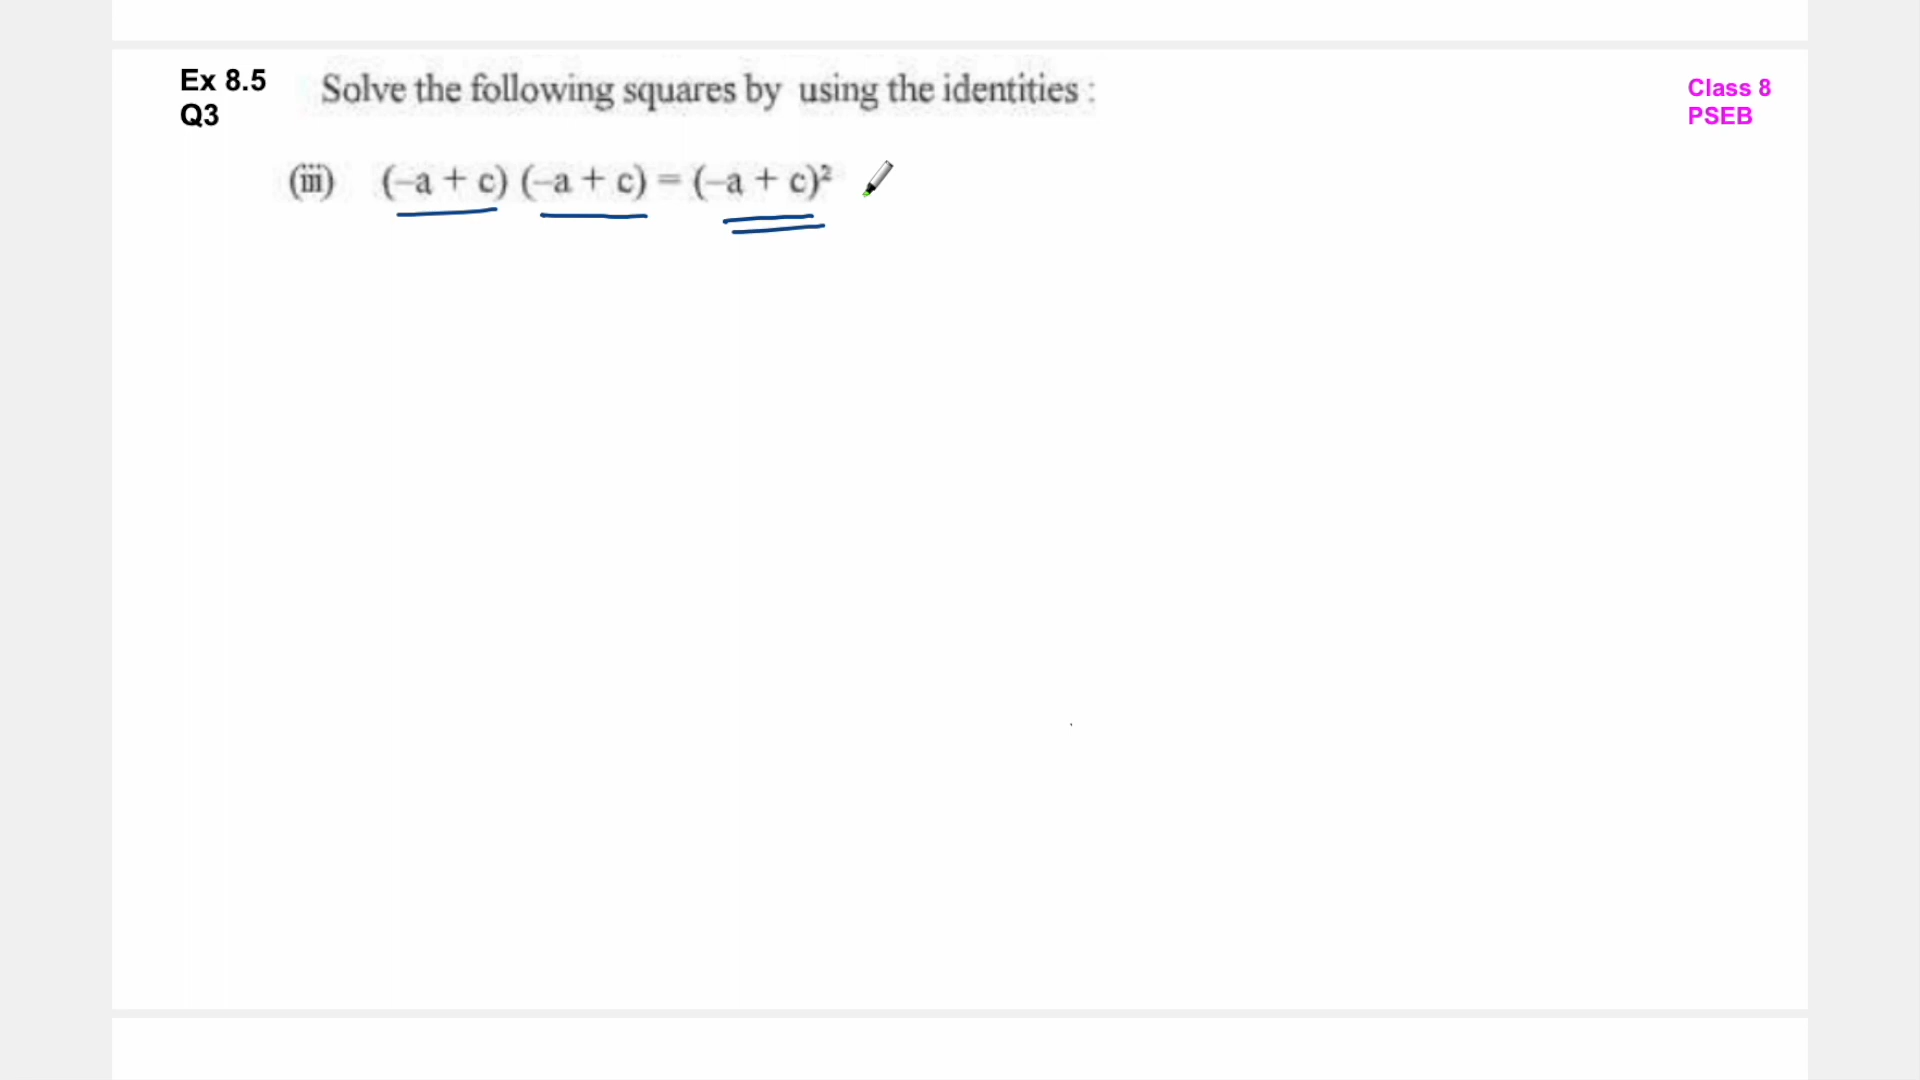 Ex 8.5
Q3
Solve the following squares by using the identities :
Class 8
PSEB
(iii) (–a + c) (–a + c) = (–a + c)²